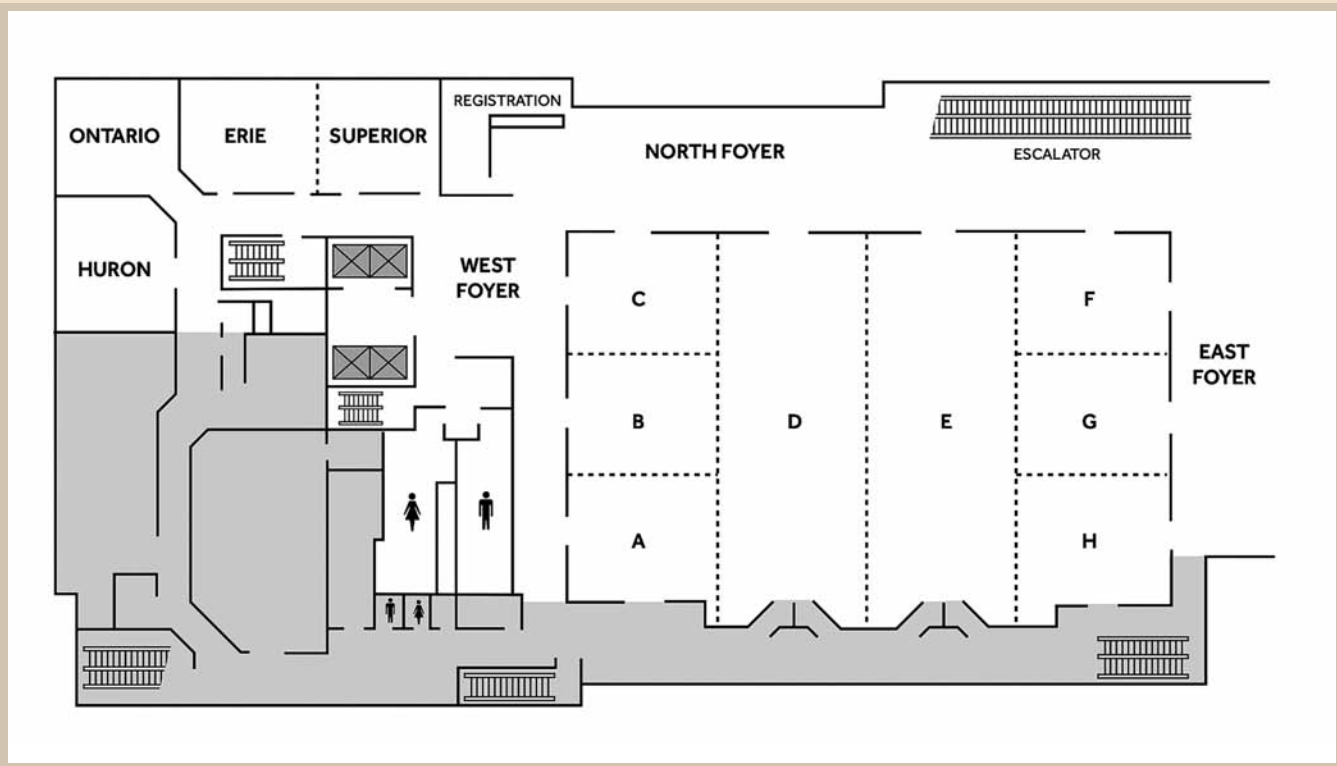 REGISTRATION
ONTARIO
ERIE
SUPERIOR
NORTH FOYER
ESCALATOR
HURON
WEST
FOYER
C
F
EAST
FOYER
B
D
E
G
A
H